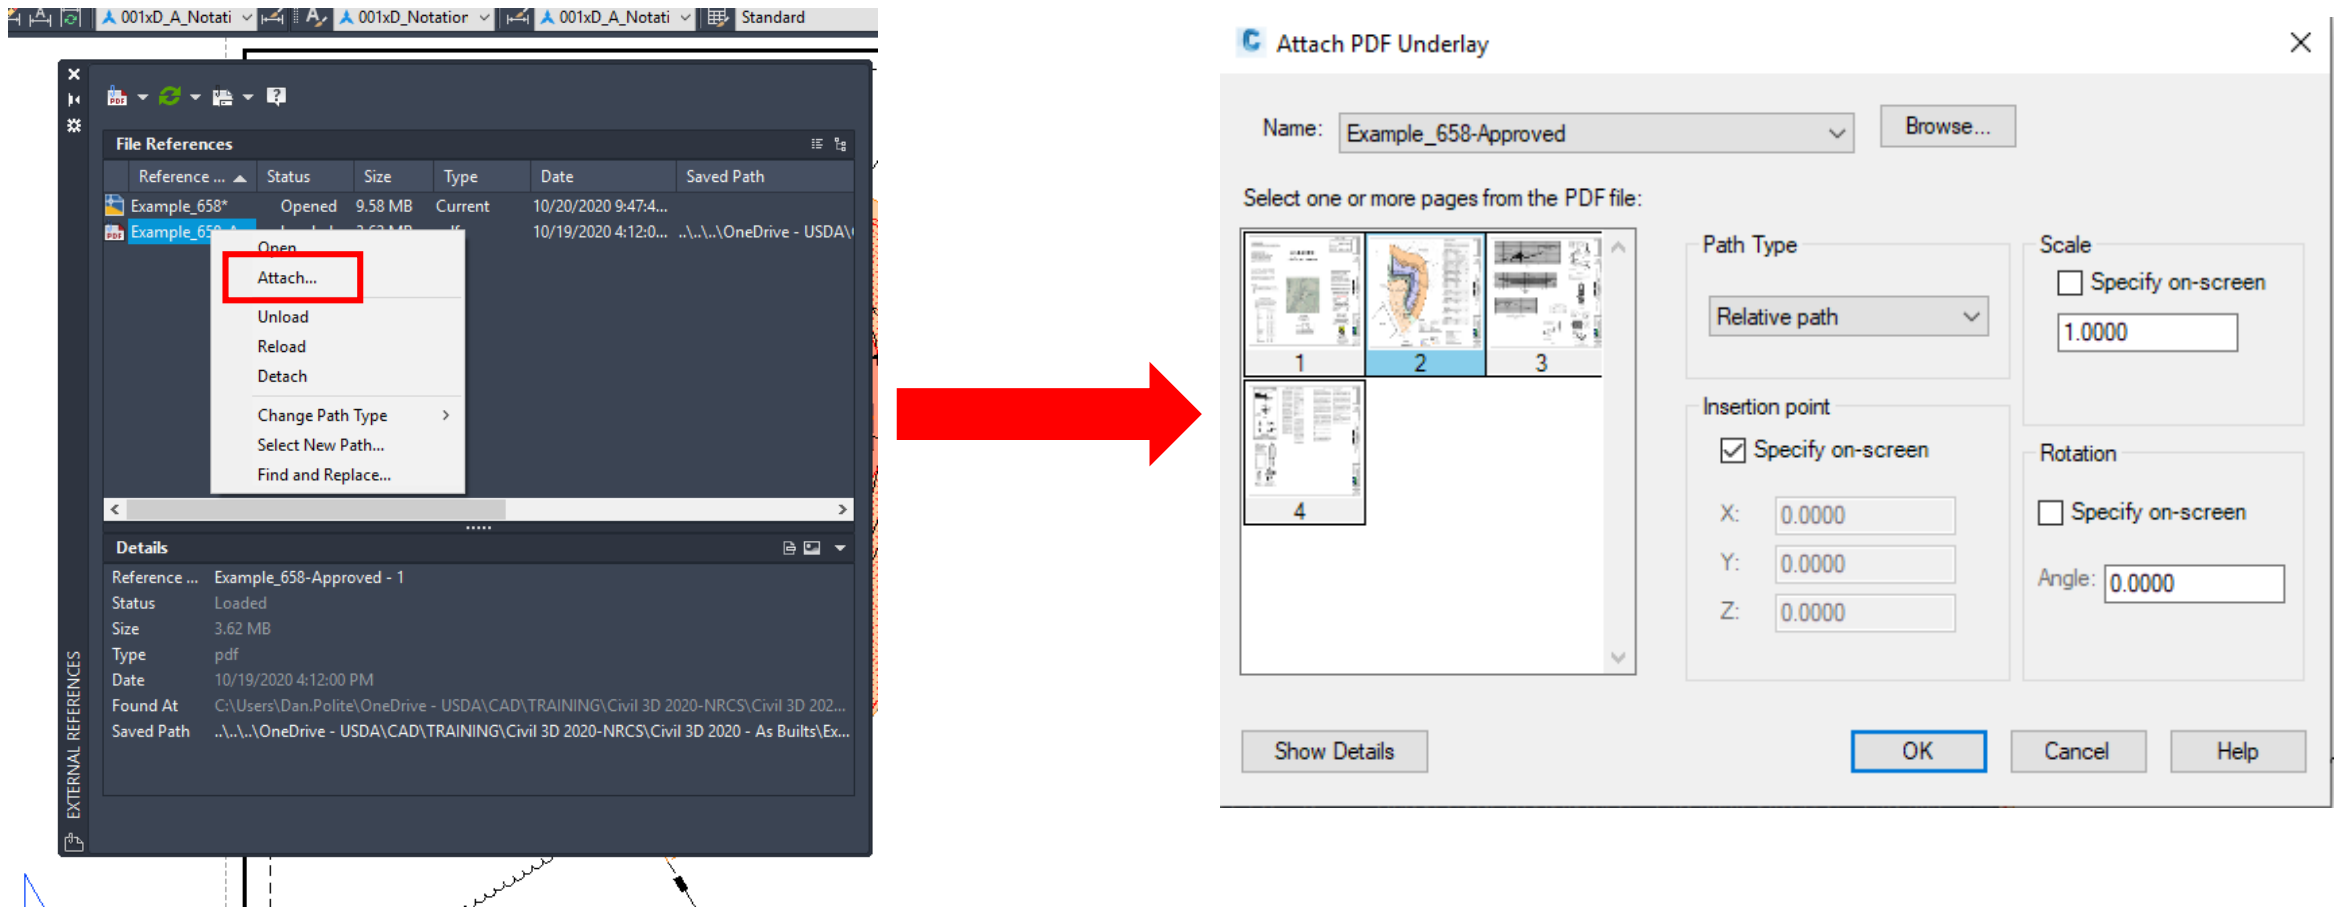 001xD_A_Notati
001xD_Notation
001xD_A_Notati
Standard
File References
Reference ... Status Size Type Date Saved Path
Example_658* Opened 9.58 MB Current 10/20/2020 9:47:4...
10/19/2020 4:12:0... ..\..\..\OneDrive - USDA\
Open
Attach...
Unload
Reload
Detach
Change Path Type
Select New Path...
Find and Replace...
Details
Reference ... Example_658-Approved - 1
Status Loaded
Size 3.62 MB
Type pdf
Date 10/19/2020 4:12:00 PM
Found At C:\Users\Dan.Polite\OneDrive - USDA\CAD\TRAINING\Civil 3D 2020-NRCS\Civil 3D 202...
Saved Path ..\..\..\OneDrive - USDA\CAD\TRAINING\Civil 3D 2020-NRCS\Civil 3D 2020 - As Builts\Ex...
EXTERNAL REFERENCES
Attach PDF Underlay
Name: Example_658-Approved Browse...
Select one or more pages from the PDF file:
1 2 3
4
Path Type
Relative path
Insertion point
Specify on-screen
X: 0.0000
Y: 0.0000
Z: 0.0000
Scale
Specify on-screen
1.0000
Rotation
Specify on-screen
Angle: 0.0000
Show Details OK Cancel Help